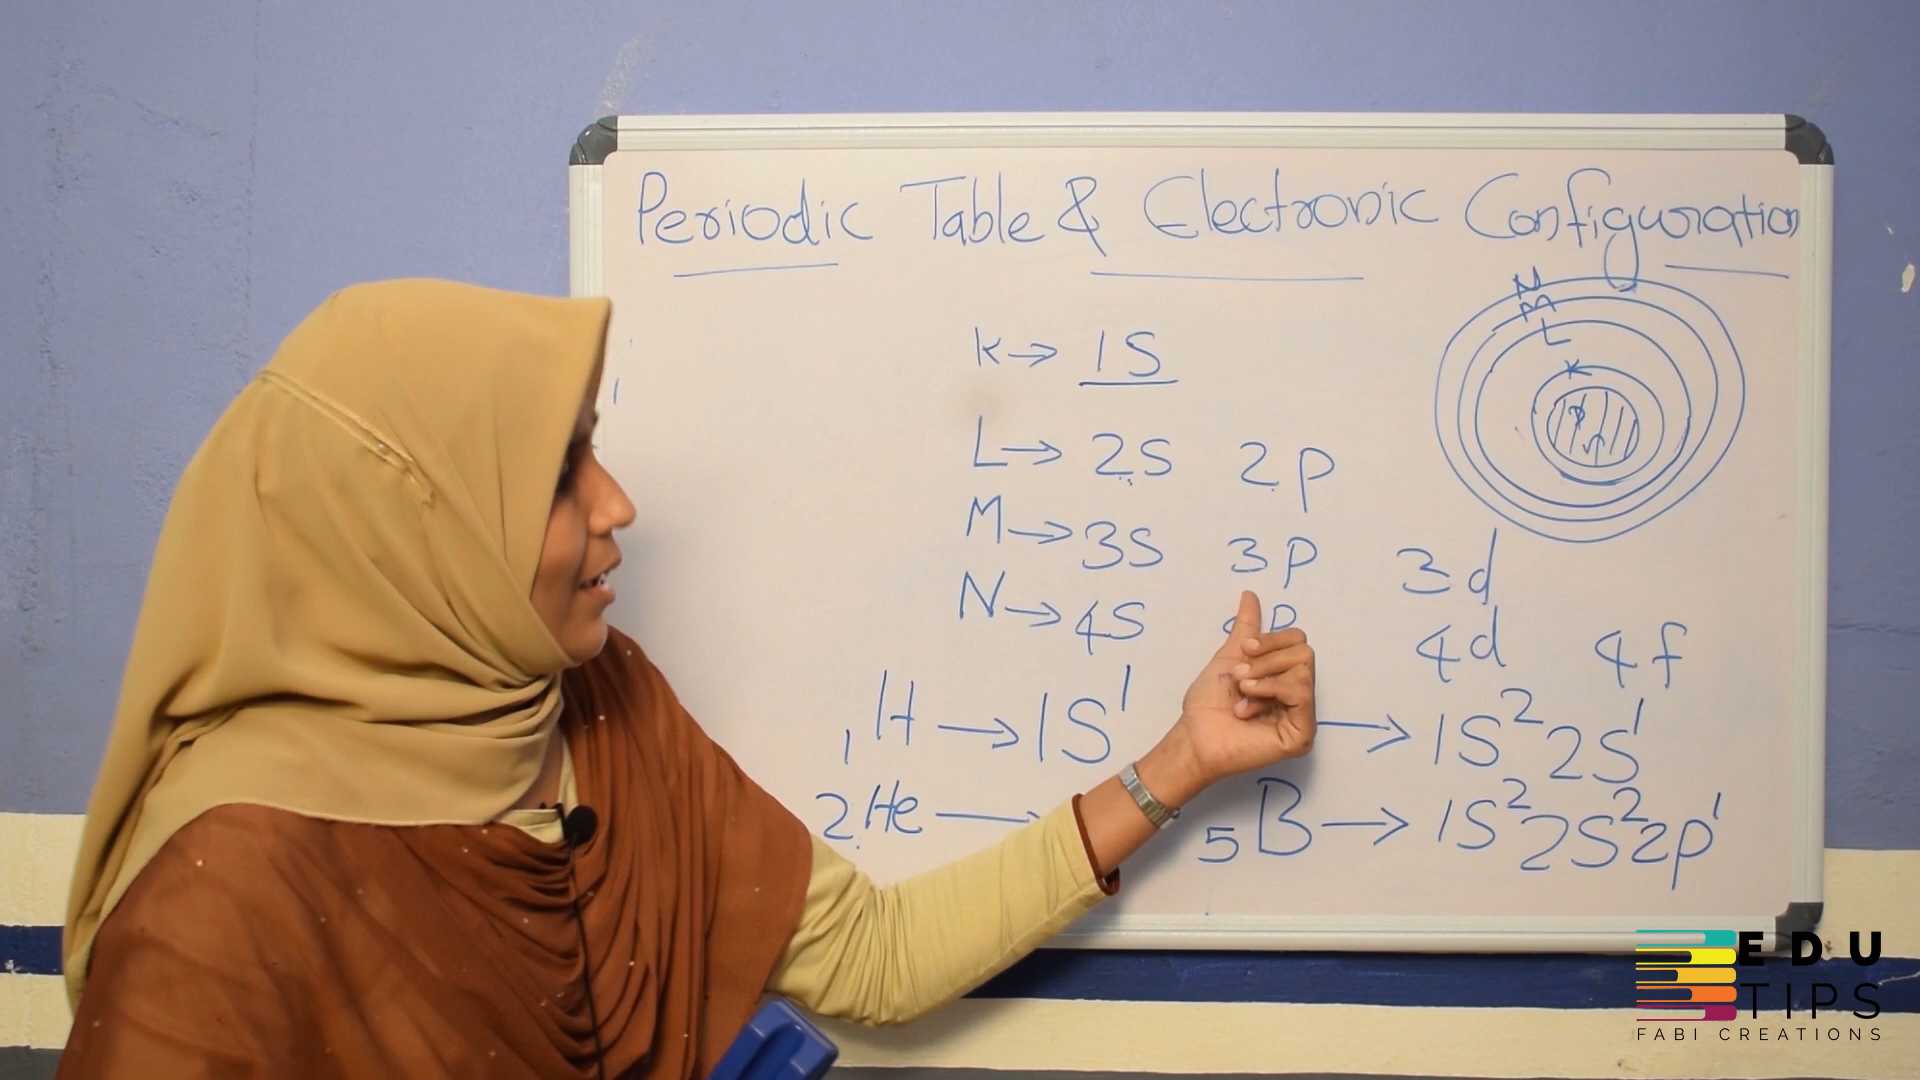 Periodic Table & Electronic Configuration
K → 1S
L → 2S 2p
M → 3S 3p 3d
N → 4S 4p 4d 4f
N
M
L
K
1H → 1S¹
→ 1S² 2S¹
2He —
5B → 1S² 2S² 2p¹
EDU
TIPS
FABI CREATIONS